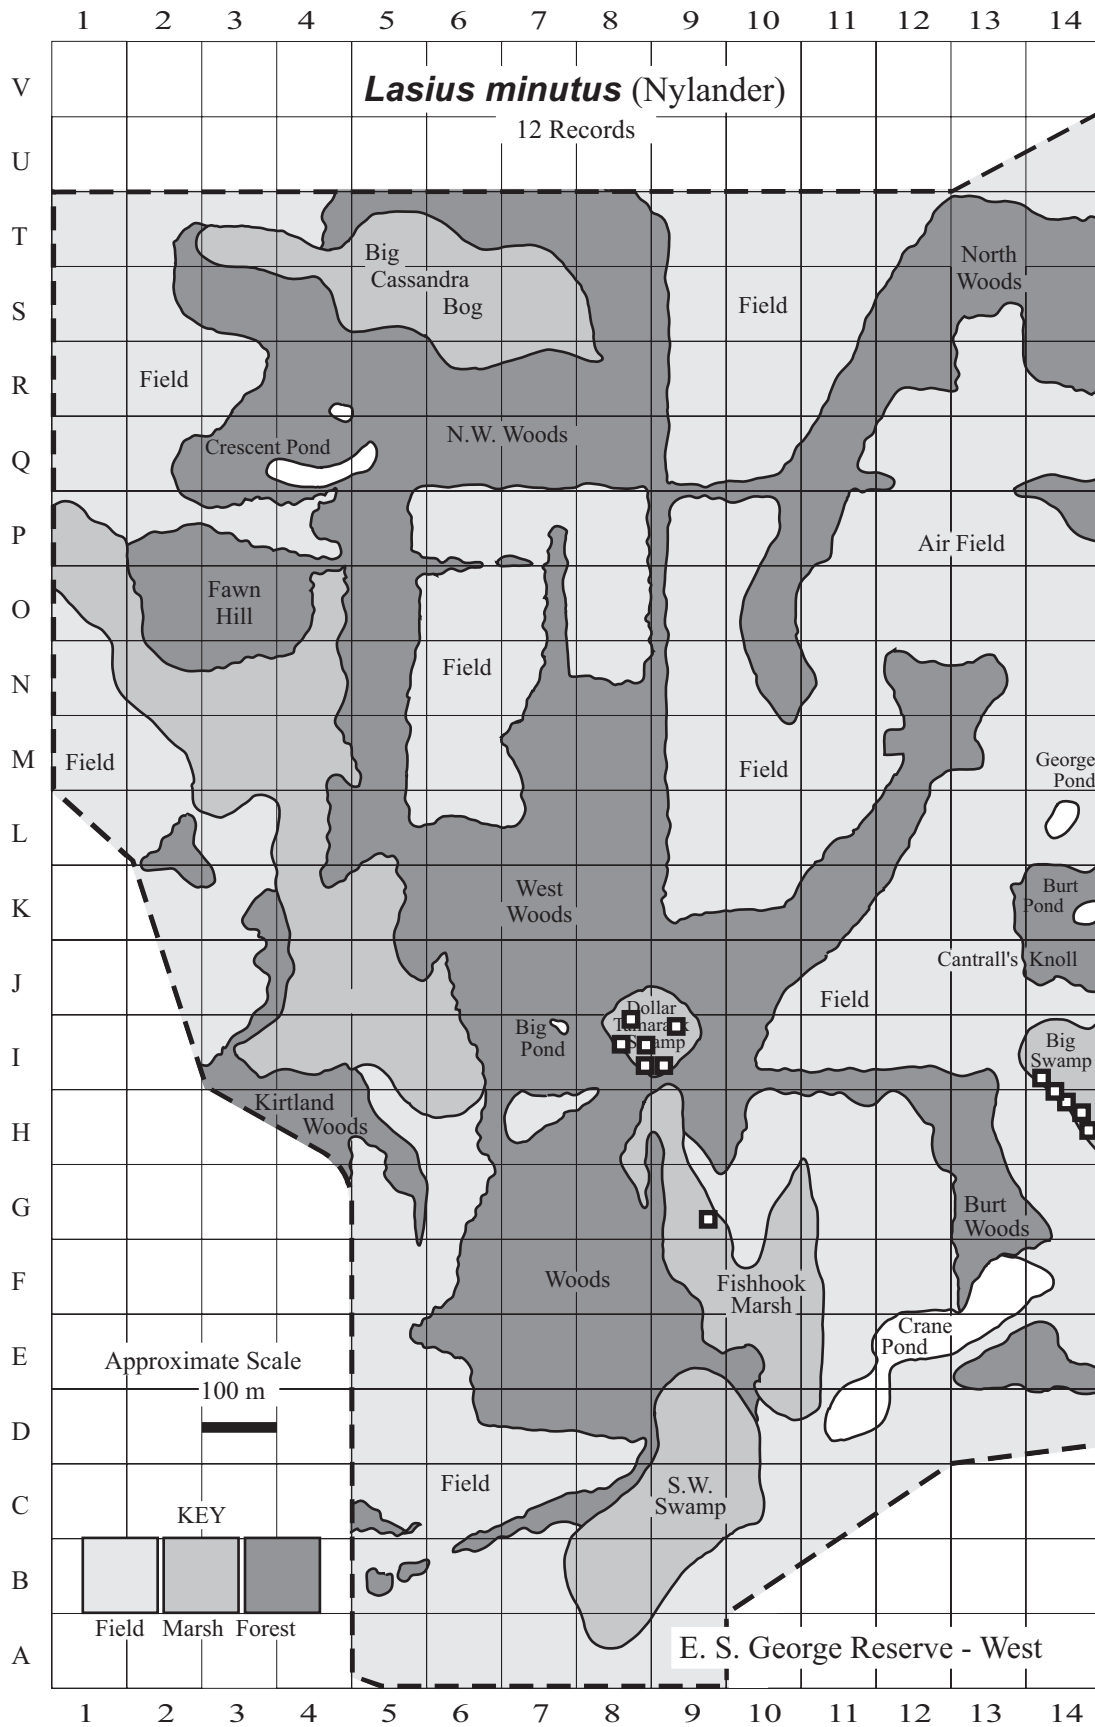 1 2 3 4 5 6 7 8 9 10 11 12 13 14
V
Lasius minutus (Nylander)
12 Records
U
T
Big
Cassandra
Bog
North
Woods
S
Field
R
Field
N.W. Woods
Crescent Pond
Q
P
Air Field
O
Fawn
Hill
N
Field
M
Field
Field
George
Pond
L
K
West
Woods
Burt
Pond
Cantrall's Knoll
J
Field
Dollar
Tamarack
Swamp
Big
Pond
I
Big
Swamp
Kirtland
Woods
H
G
Burt
Woods
F
Woods
Fishhook
Marsh
Crane
Pond
E
Approximate Scale
100 m
D
Field
S.W.
Swamp
C
KEY
B
Field Marsh Forest
A
E. S. George Reserve - West
1 2 3 4 5 6 7 8 9 10 11 12 13 14